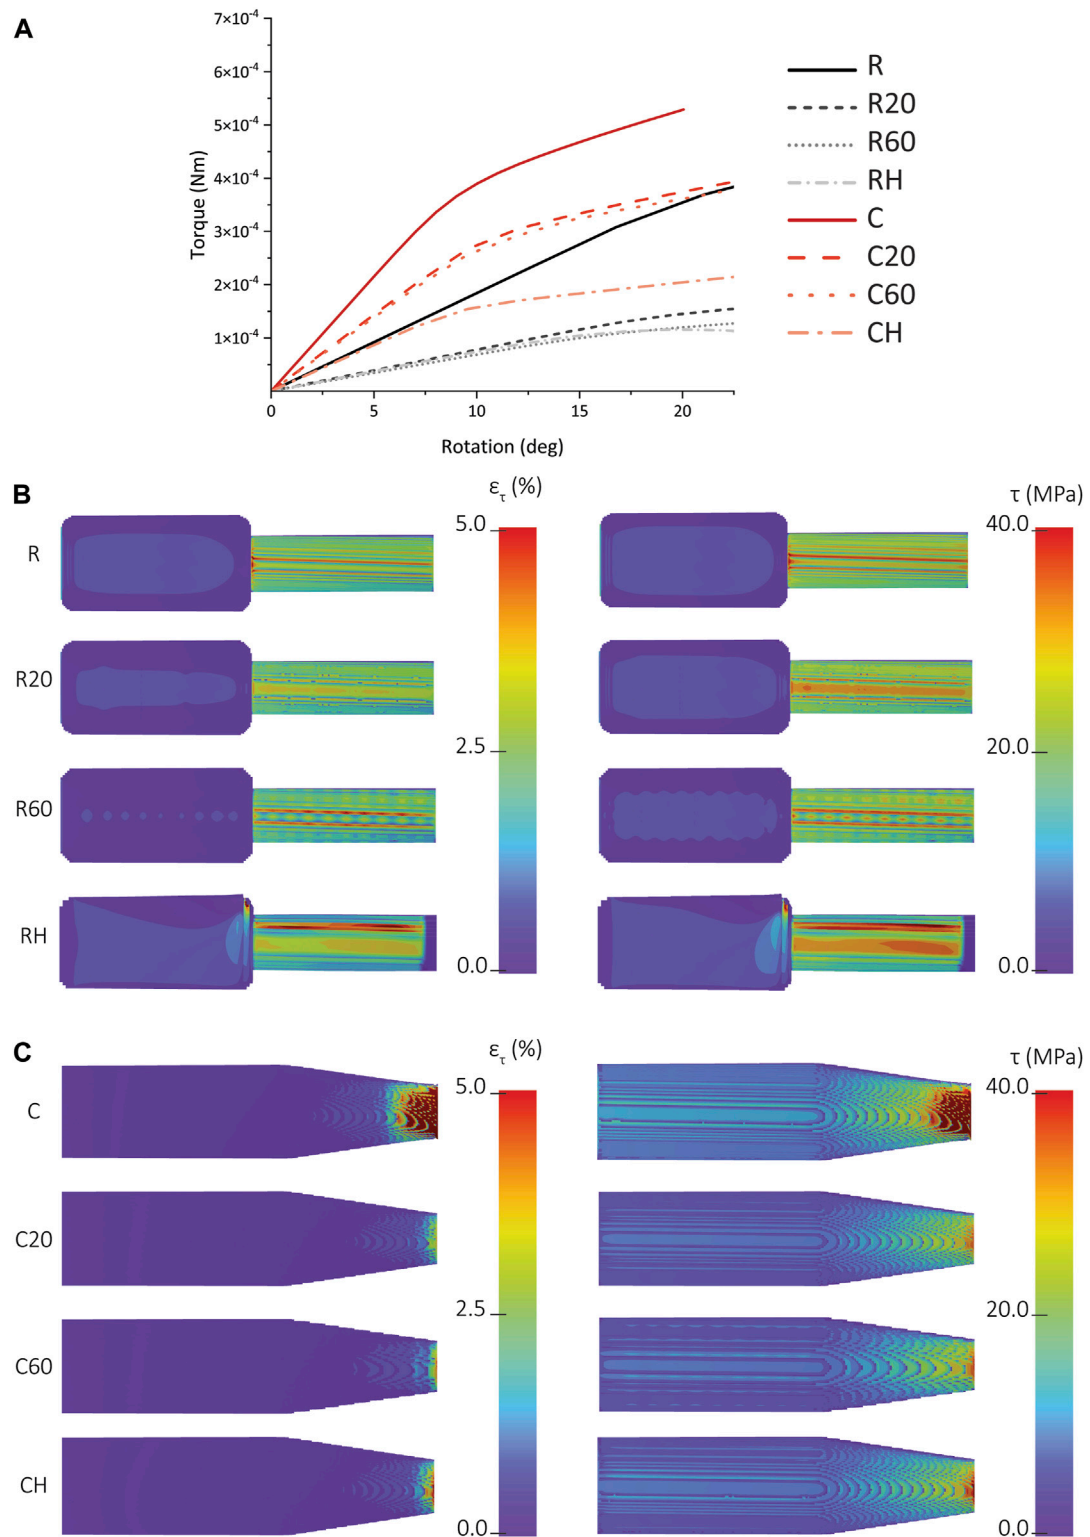 A
7×10⁻⁴
6×10⁻⁴
5×10⁻⁴
4×10⁻⁴
3×10⁻⁴
2×10⁻⁴
1×10⁻⁴
Torque (Nm)
0 5 10 15 20
Rotation (deg)
R
R20
R60
RH
C
C20
C60
CH
B
ε_τ (%)
τ (MPa)
R
5.0
40.0
R20
2.5
20.0
R60
RH
0.0
0.0
C
ε_τ (%)
τ (MPa)
5.0
40.0
C
C20
2.5
20.0
C60
CH
0.0
0.0